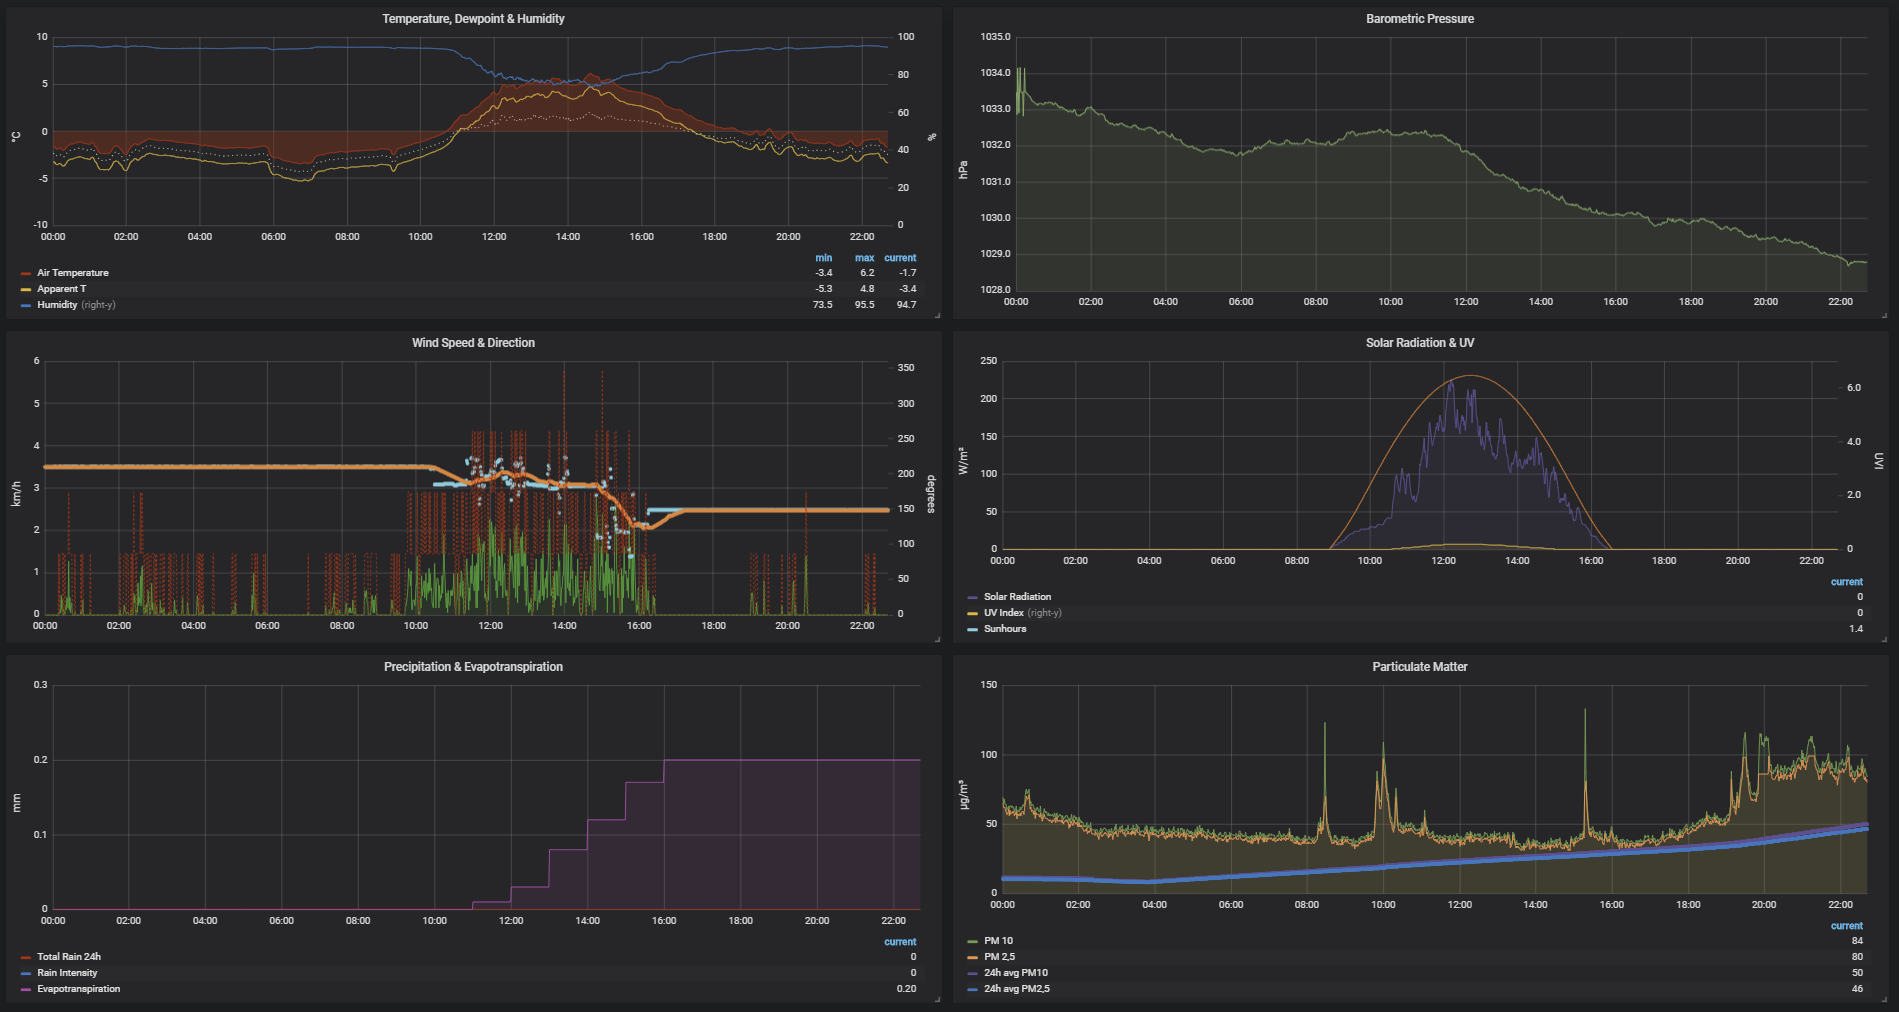 Temperature, Dewpoint & Humidity
10
5
0
-5
-10
°C
100
80
60
40
20
0
%
00:00 02:00 04:00 06:00 08:00 10:00 12:00 14:00 16:00 18:00 20:00 22:00
min max current
Air Temperature -3.4 6.2 -1.7
Apparent T -5.3 4.8 -3.4
Humidity (right-y) 73.5 95.5 94.7
Barometric Pressure
1035.0
1034.0
1033.0
1032.0
1031.0
1030.0
1029.0
1028.0
hPa
00:00 02:00 04:00 06:00 08:00 10:00 12:00 14:00 16:00 18:00 20:00 22:00
Wind Speed & Direction
6
5
4
3
2
1
0
km/h
350
300
250
200
150
100
50
0
degrees
00:00 02:00 04:00 06:00 08:00 10:00 12:00 14:00 16:00 18:00 20:00 22:00
Solar Radiation & UV
250
200
150
100
50
0
W/m²
6.0
4.0
2.0
0
UVI
00:00 02:00 04:00 06:00 08:00 10:00 12:00 14:00 16:00 18:00 20:00 22:00
current
Solar Radiation 0
UV Index (right-y) 0
Sunhours 1.4
Precipitation & Evapotranspiration
0.3
0.2
0.1
0
mm
00:00 02:00 04:00 06:00 08:00 10:00 12:00 14:00 16:00 18:00 20:00 22:00
current
Total Rain 24h 0
Rain Intensity 0
Evapotranspiration 0.20
Particulate Matter
150
100
50
0
µg/m³
00:00 02:00 04:00 06:00 08:00 10:00 12:00 14:00 16:00 18:00 20:00 22:00
current
PM 10 84
PM 2,5 80
24h avg PM10 50
24h avg PM2,5 46